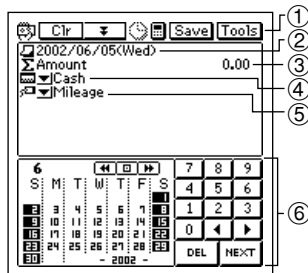 Clr Save Tools ①
2002/06/05(Wed) ②
Amount 0.00 ③
Cash ④
Mileage ⑤
6 7 8 9
S M T W T F S 4 5 6
1 1 2 3 ⑥
2 3 4 5 6 7 8
9 10 11 12 13 14 15 0
16 17 18 19 20 21 22
23 24 25 26 27 28 29 DEL NEXT
30 - 2002 -